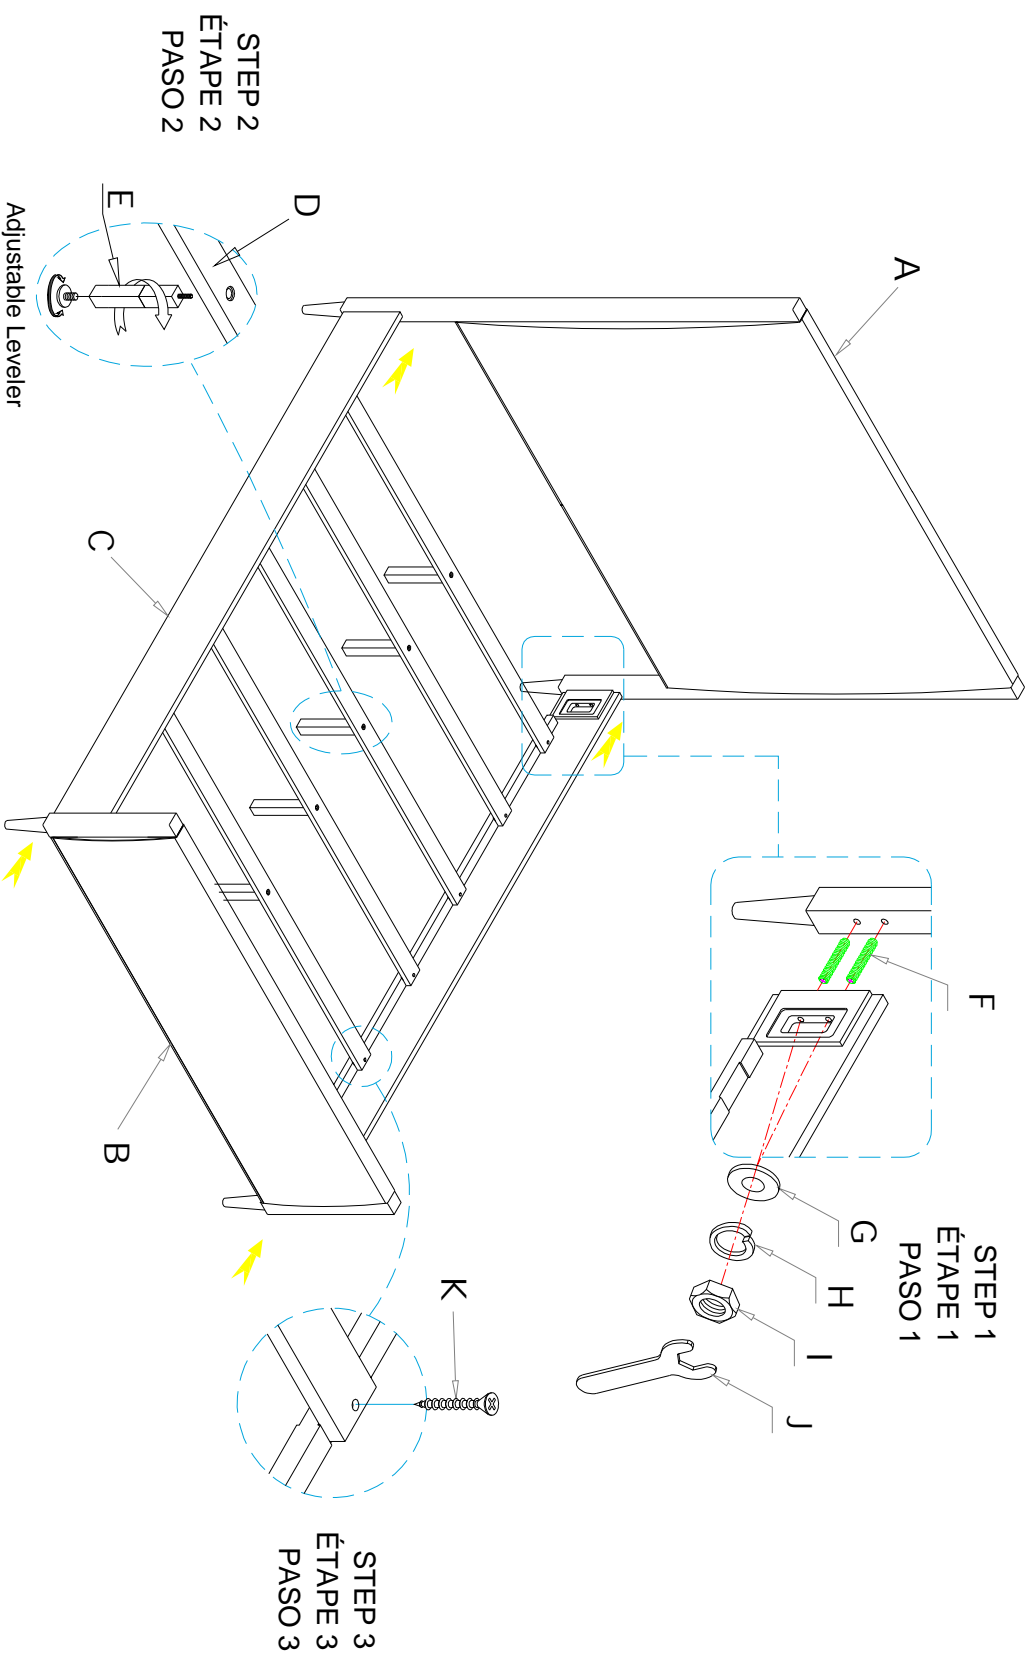 A
STEP 1
ÉTAPE 1
PASO 1
F
G
H
I
J
STEP 2
ÉTAPE 2
PASO 2
D
E
Adjustable Leveler
C
B
K
STEP 3
ÉTAPE 3
PASO 3